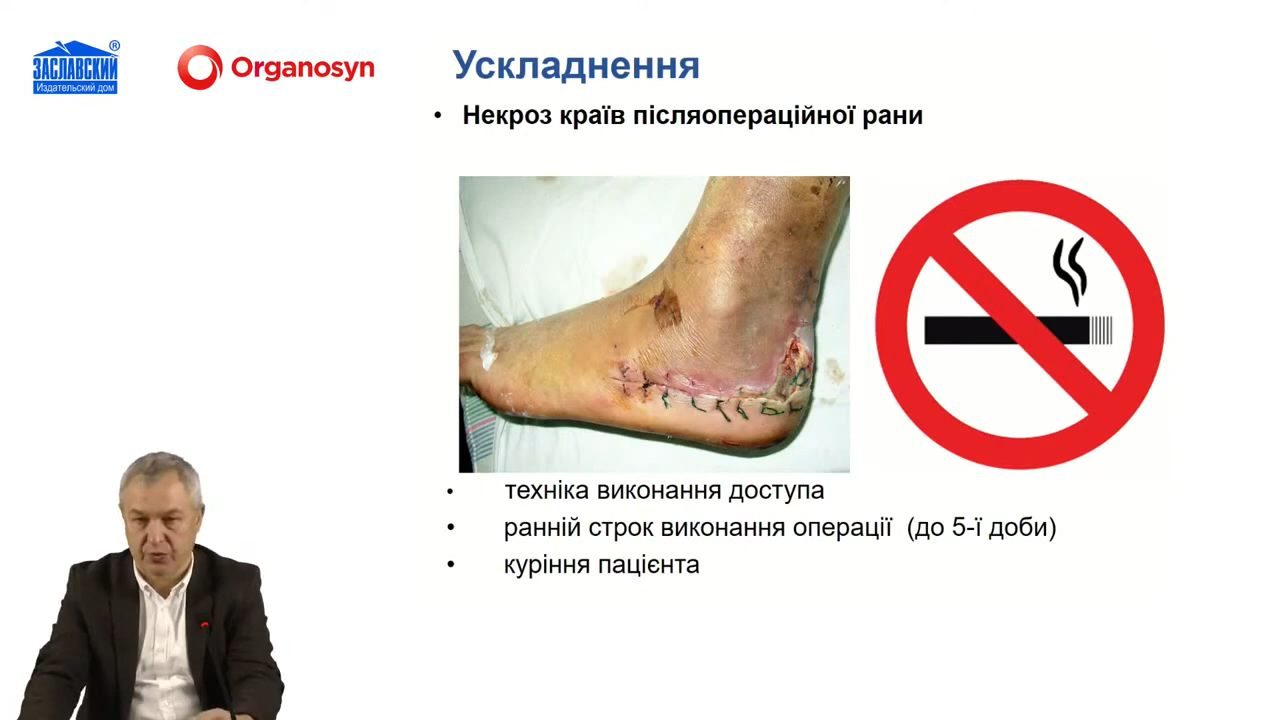 ЗАСЛАВСКИЙ
®
Издательский дом
Organosyn
Ускладнення
• Некроз країв післяопераційної рани
• техніка виконання доступа
• ранній строк виконання операції (до 5-ї доби)
• куріння пацієнта